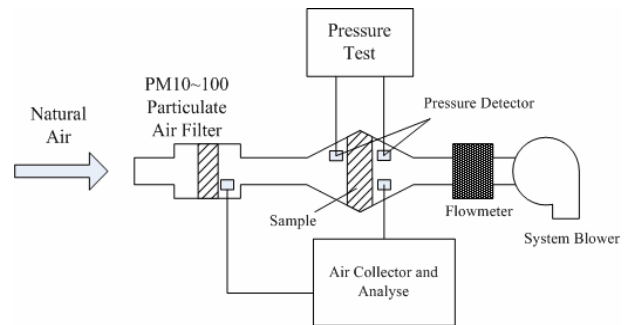 Pressure
Test
PM10~100
Particulate
Air Filter
Natural
Air
Pressure Detector
Sample
Flowmeter
System Blower
Air Collector and
Analyse